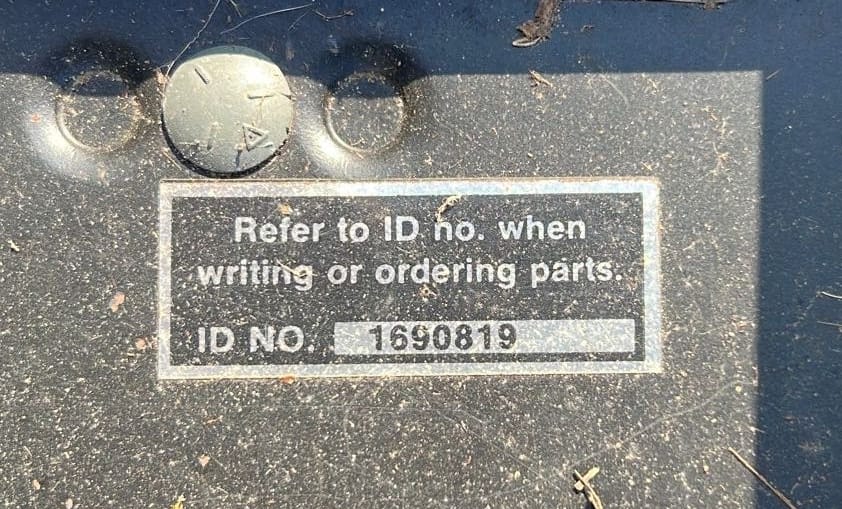 Refer to ID no. when
writing or ordering parts.
ID NO. 1690819